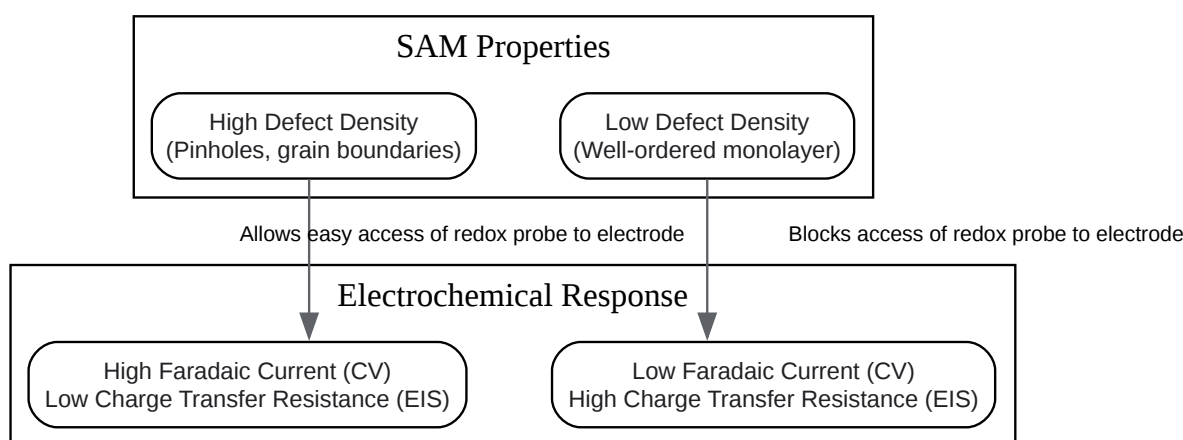 SAM Properties
High Defect Density
(Pinholes, grain boundaries)
Low Defect Density
(Well-ordered monolayer)
Allows easy access of redox probe to electrode
Blocks access of redox probe to electrode
Electrochemical Response
High Faradaic Current (CV)
Low Charge Transfer Resistance (EIS)
Low Faradaic Current (CV)
High Charge Transfer Resistance (EIS)